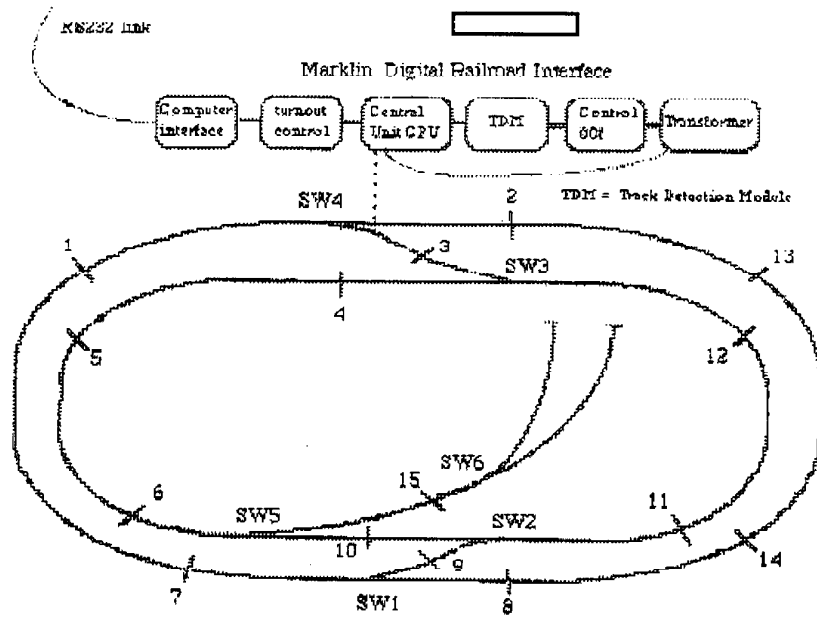 RS232 link
Marklin Digital Railroad Interface
Computer interface
turnout control
Central Unit CPU
TDM
Control
Transformer
TDM = Track Detection Module
SW4
2
1
3
13
SW3
4
5
12
SW6
15
6
SW5
11
SW2
10
9
14
7
8
SW1